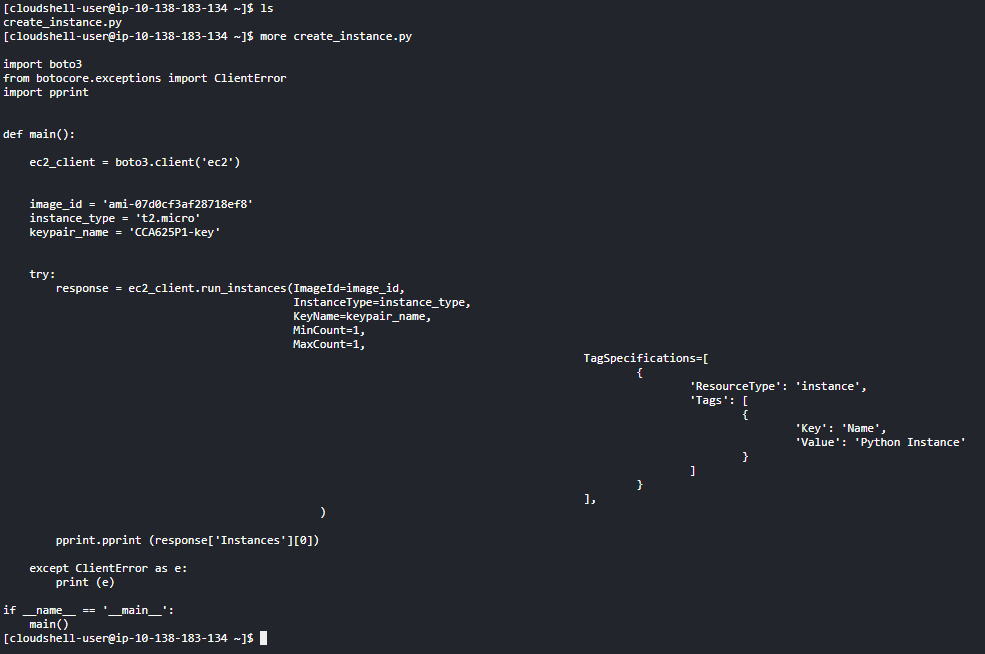 [cloudshell-user@ip-10-138-183-134 ~]$ ls
create_instance.py
[cloudshell-user@ip-10-138-183-134 ~]$ more create_instance.py
import boto3
from botocore.exceptions import ClientError
import pprint
def main():
    ec2_client = boto3.client('ec2')
    image_id = 'ami-07d0cf3af28718ef8'
    instance_type = 't2.micro'
    keypair_name = 'CCA625P1-key'
    try:
        response = ec2_client.run_instances(ImageId=image_id,
                                            InstanceType=instance_type,
                                            KeyName=keypair_name,
                                            MinCount=1,
                                            MaxCount=1,
                                                                                        TagSpecifications=[
                                                                                                {
                                                                                                        'ResourceType': 'instance',
                                                                                                        'Tags': [
                                                                                                                {
                                                                                                                        'Key': 'Name',
                                                                                                                        'Value': 'Python Instance'
                                                                                                                }
                                                                                                        ]
                                                                                                }
                                                                                        ],
                                                )
        pprint.pprint (response['Instances'][0])
    except ClientError as e:
        print (e)
if __name__ == '__main__':
    main()
[cloudshell-user@ip-10-138-183-134 ~]$